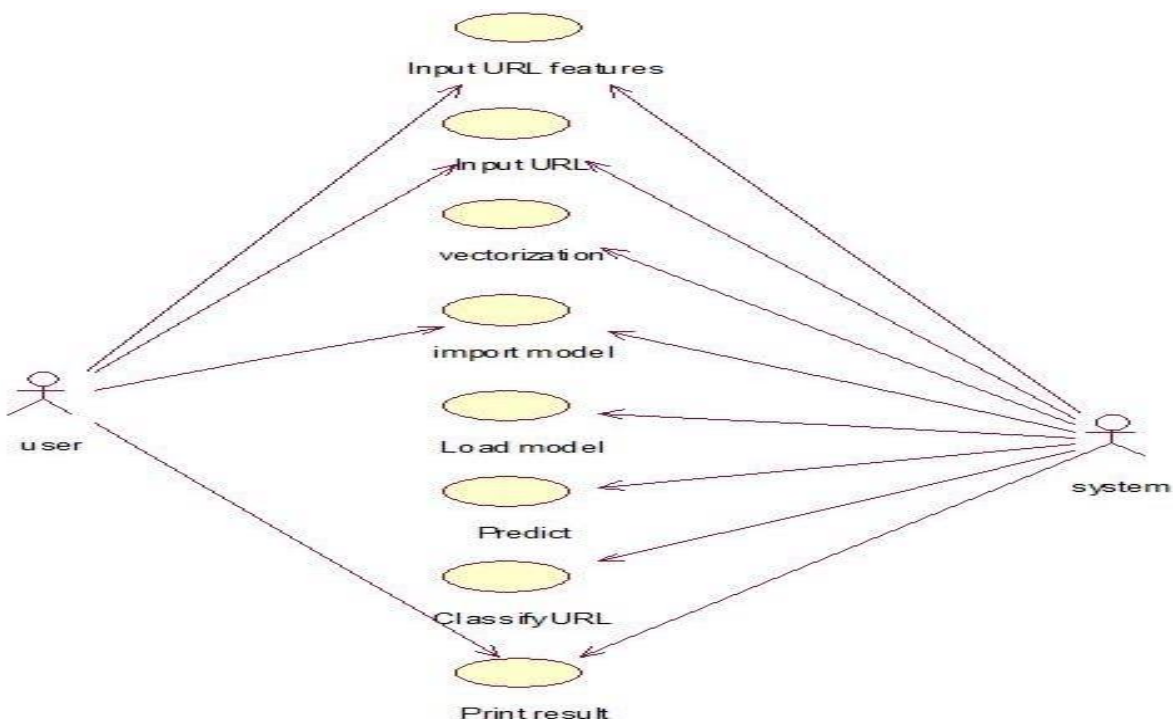 Input URL features
Input URL
vectorization
import model
user
Load model
system
Predict
Classify URL
Print result